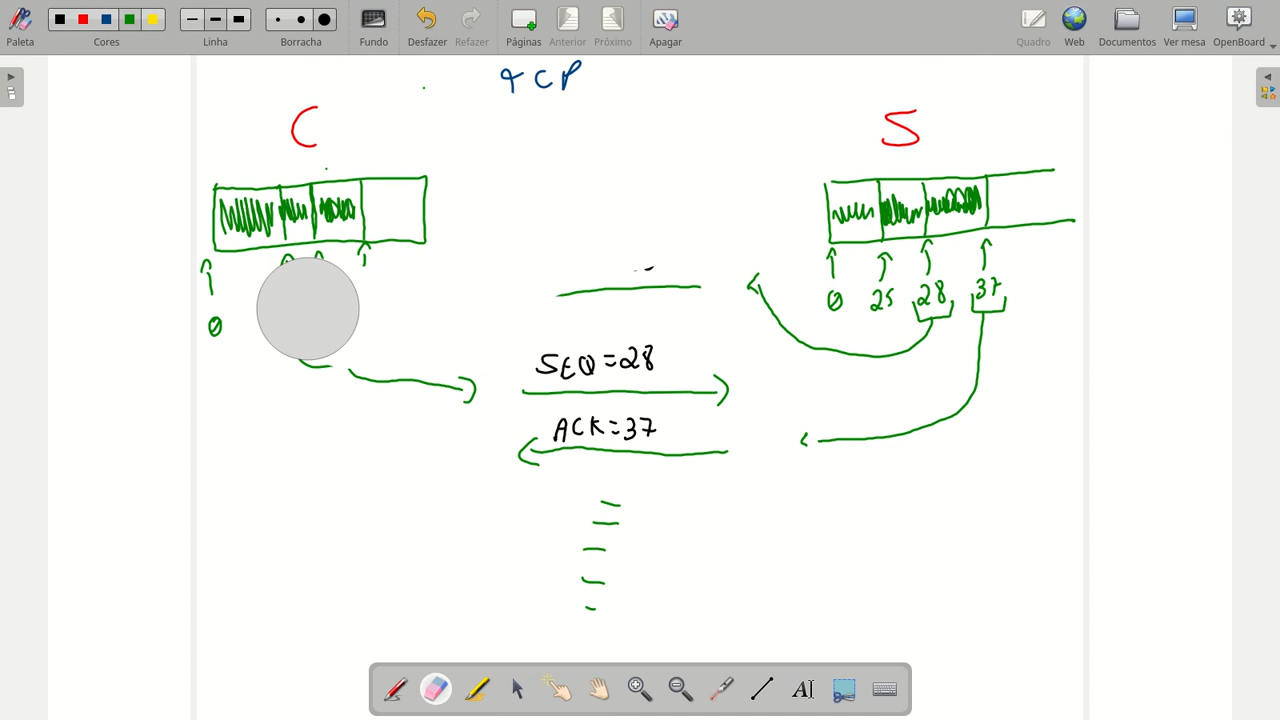 Paleta Cores Linha Borracha Fundo Desfazer Refazer Páginas Anterior Próximo Apagar Quadro Web Documentos Ver mesa OpenBoard
TCP
C S
0 25 28 37
0
SEQ=28
ACK=37
AI